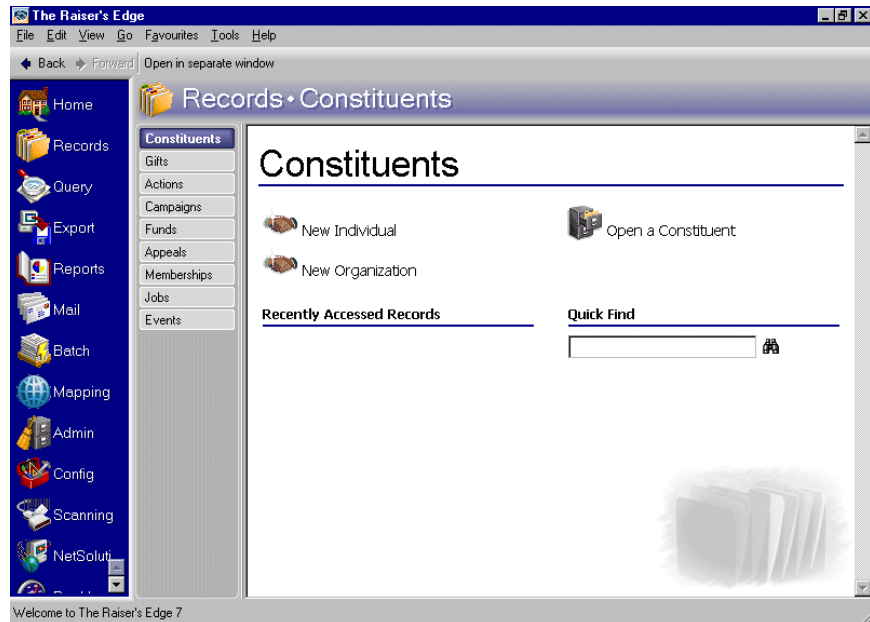 The Raiser's Edge
File Edit View Go Favourites Tools Help
Back Forward Open in separate window
Records • Constituents
Home
Records
Query
Export
Reports
Mail
Batch
Mapping
Admin
Config
Scanning
NetSoluti
Constituents
Gifts
Actions
Campaigns
Funds
Appeals
Memberships
Jobs
Events
Constituents
New Individual
Open a Constituent
New Organization
Recently Accessed Records
Quick Find
Welcome to The Raiser's Edge 7